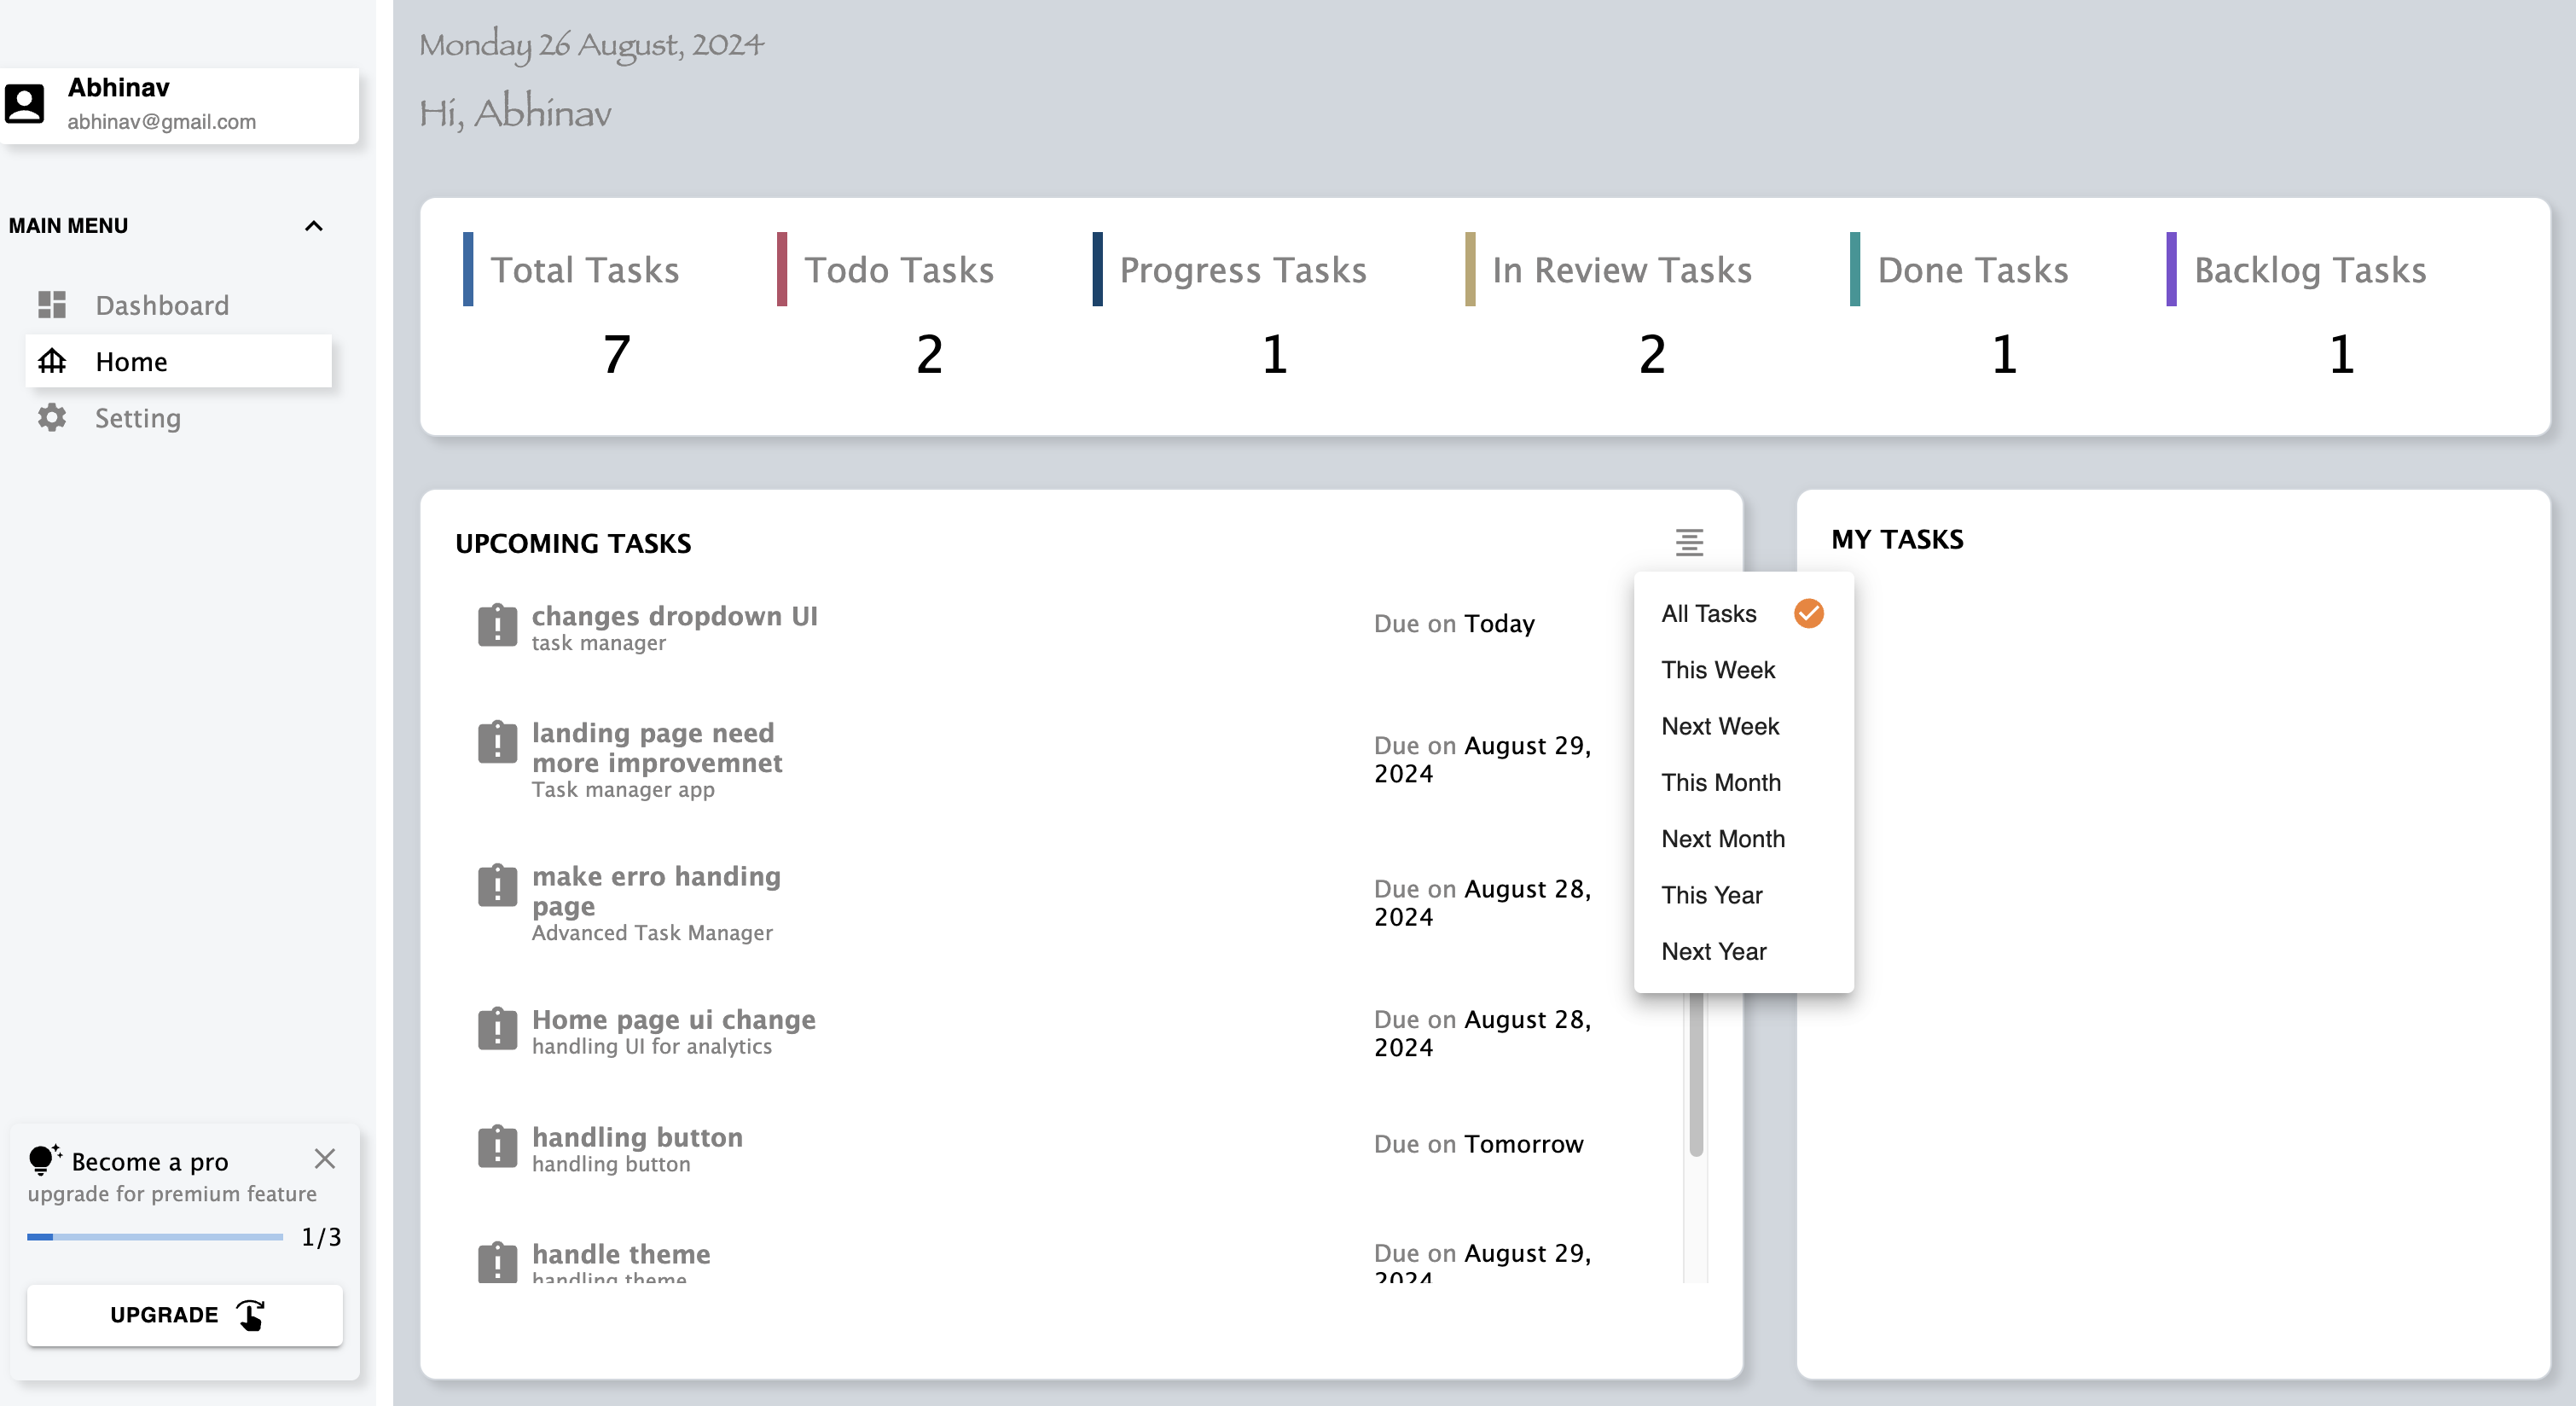 Abhinav
abhinav@gmail.com
MAIN MENU
Dashboard
Home
Setting
Become a pro
upgrade for premium feature
1/3
UPGRADE
Monday 26 August, 2024
Hi, Abhinav
Total Tasks
7
Todo Tasks
2
Progress Tasks
1
In Review Tasks
2
Done Tasks
1
Backlog Tasks
1
UPCOMING TASKS
changes dropdown UI
task manager
Due on Today
landing page need
more improvemnet
Task manager app
Due on August 29,
2024
make erro handing
page
Advanced Task Manager
Due on August 28,
2024
Home page ui change
handling UI for analytics
Due on August 28,
2024
handling button
handling button
Due on Tomorrow
handle theme
handling theme
Due on August 29,
2024
All Tasks
This Week
Next Week
This Month
Next Month
This Year
Next Year
MY TASKS